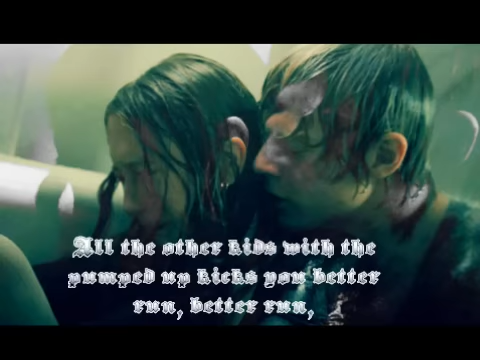 All the other kids with the
pumped up kicks you better
run, better run,